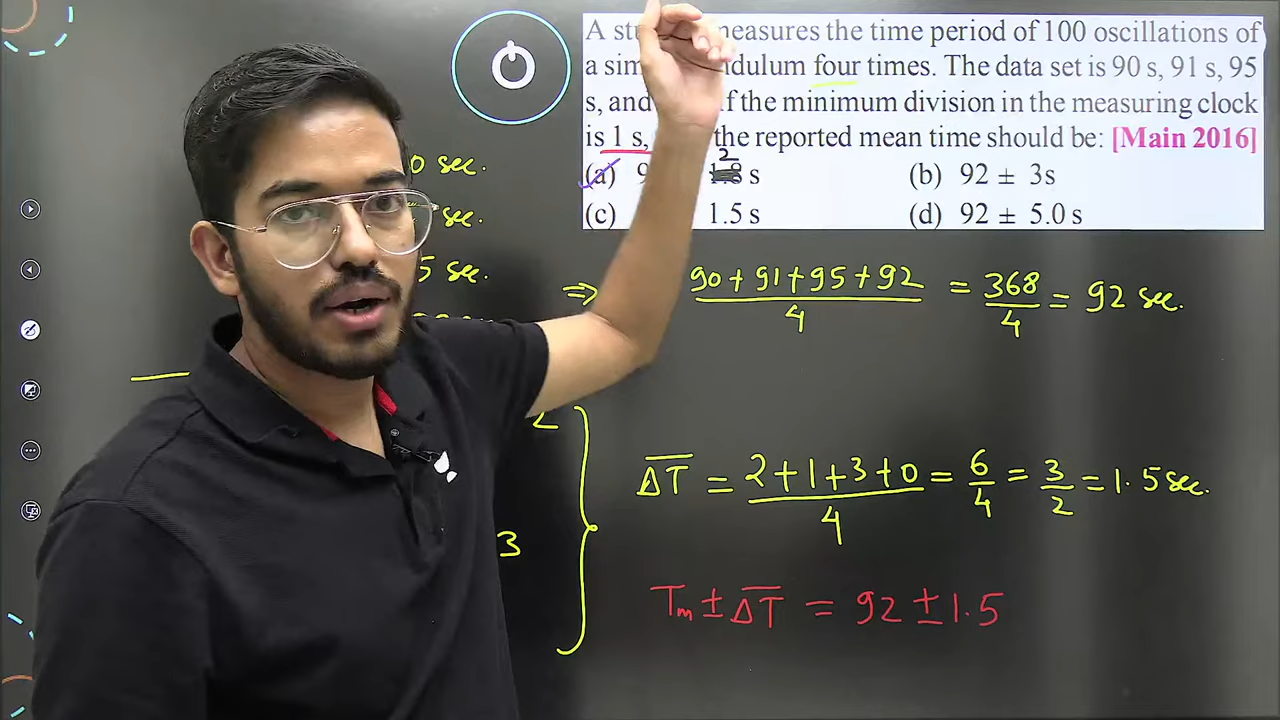 A measures the time period of 100 oscillations of
a four times. The data set is 90 s, 91 s, 95
s, and the minimum division in the measuring clock
is 1 s, the reported mean time should be: [Main 2016]
(a) 9 2 s
(b) 92 ± 3s
(c) 1.5 s
(d) 92 ± 5.0 s
0 sec.
sec.
5 sec.
⇒ 90+91+95+92 / 4 = 368/4 = 92 sec.
2
3
ΔT̅ = 2+1+3+0 / 4 = 6/4 = 3/2 = 1.5 sec.
Tm ± ΔT̅ = 92 ± 1.5